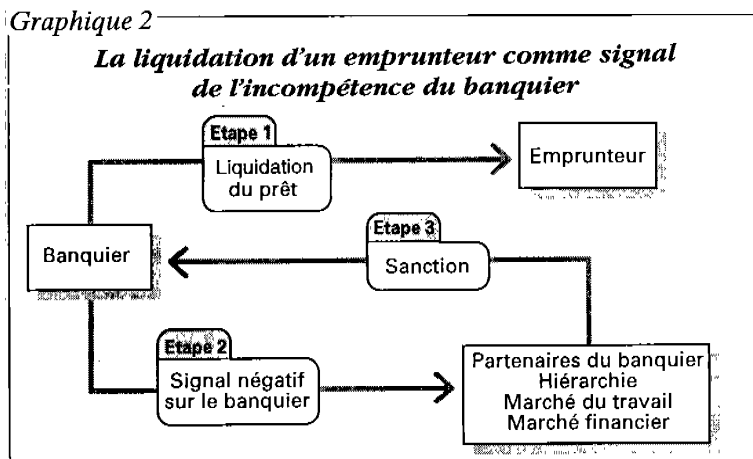 Graphique 2
La liquidation d'un emprunteur comme signal
de l'incompétence du banquier
Etape 1
Liquidation
du prêt
Emprunteur
Etape 3
Sanction
Banquier
Etape 2
Signal négatif
sur le banquier
Partenaires du banquier
Hiérarchie
Marché du travail
Marché financier